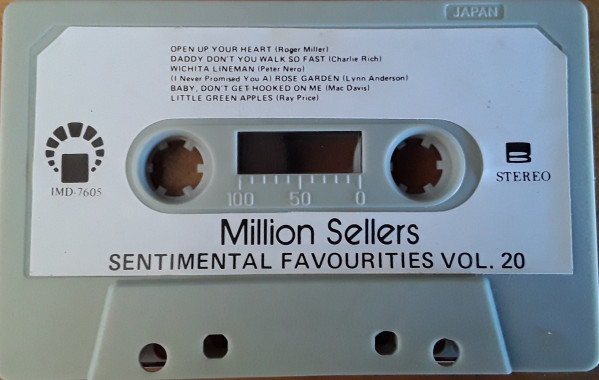 JAPAN
OPEN UP YOUR HEART (Roger Miller)
DADDY DON'T YOU WALK SO FAST (Charlie Rich)
WICHITA LINEMAN (Peter Nero)
(I Never Promised You A) ROSE GARDEN (Lynn Anderson)
BABY, DON'T GET HOOKED ON ME (Mac Davis)
LITTLE GREEN APPLES (Ray Price)
IMD-7605
B
STEREO
100 50 0
Million Sellers
SENTIMENTAL FAVOURITIES VOL. 20